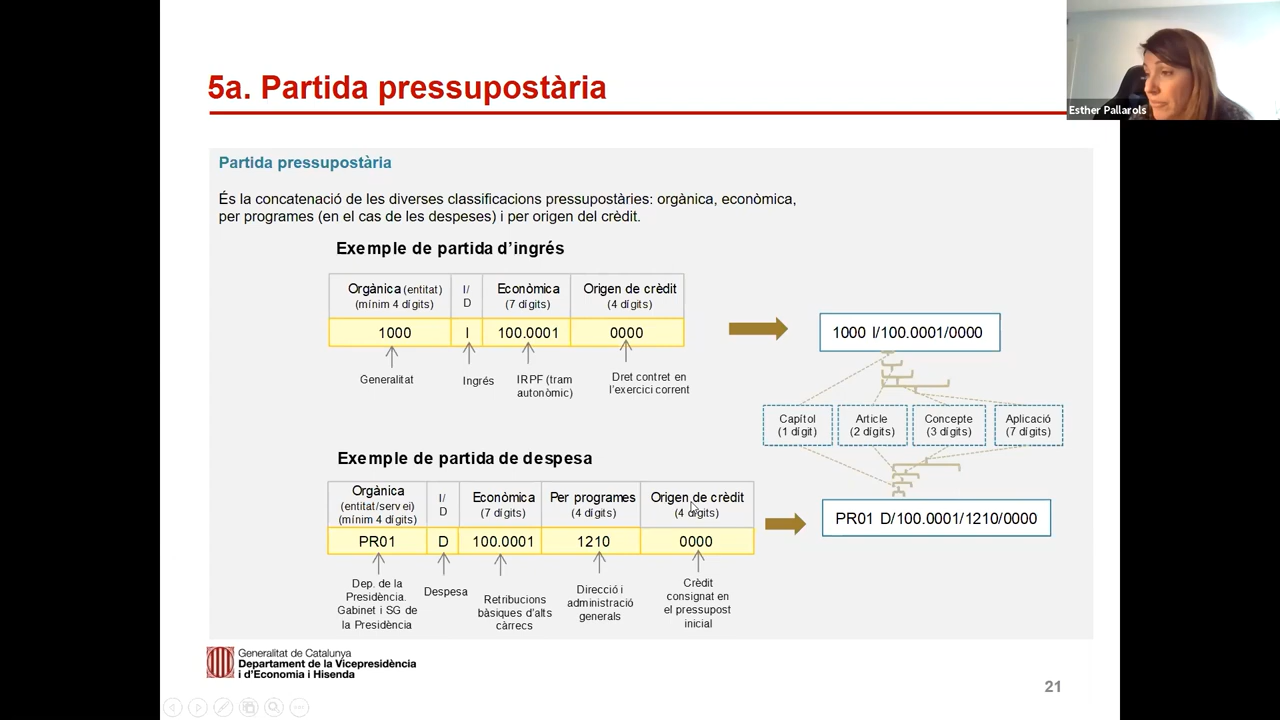 5a. Partida pressupostària
Esther Pallarols
Partida pressupostària
És la concatenació de les diverses classificacions pressupostàries: orgànica, econòmica,
per programes (en el cas de les despeses) i per origen del crèdit.
Exemple de partida d'ingrés
Orgànica (entitat)
(mínim 4 dígits)
I/
D
Econòmica
(7 dígits)
Origen de crèdit
(4 dígits)
1000
I
100.0001
0000
Generalitat
Ingrés
IRPF (tram
autonòmic)
Dret contret en
l'exercici corrent
1000 I/100.0001/0000
Capítol
(1 dígit)
Article
(2 dígits)
Concepte
(3 dígits)
Aplicació
(7 dígits)
Exemple de partida de despesa
Orgànica
(entitat/servei)
(mínim 4 dígits)
I/
D
Econòmica
(7 dígits)
Per programes
(4 dígits)
Origen de crèdit
(4 dígits)
PR01
D
100.0001
1210
0000
Dep. de la
Presidència.
Gabinet i SG de
la Presidència
Despesa
Retribucions
bàsiques d'alts
càrrecs
Direcció i
administració
generals
Crèdit
consignat en
el pressupost
inicial
PR01 D/100.0001/1210/0000
Generalitat de Catalunya
Departament de la Vicepresidència
i d'Economia i Hisenda
21